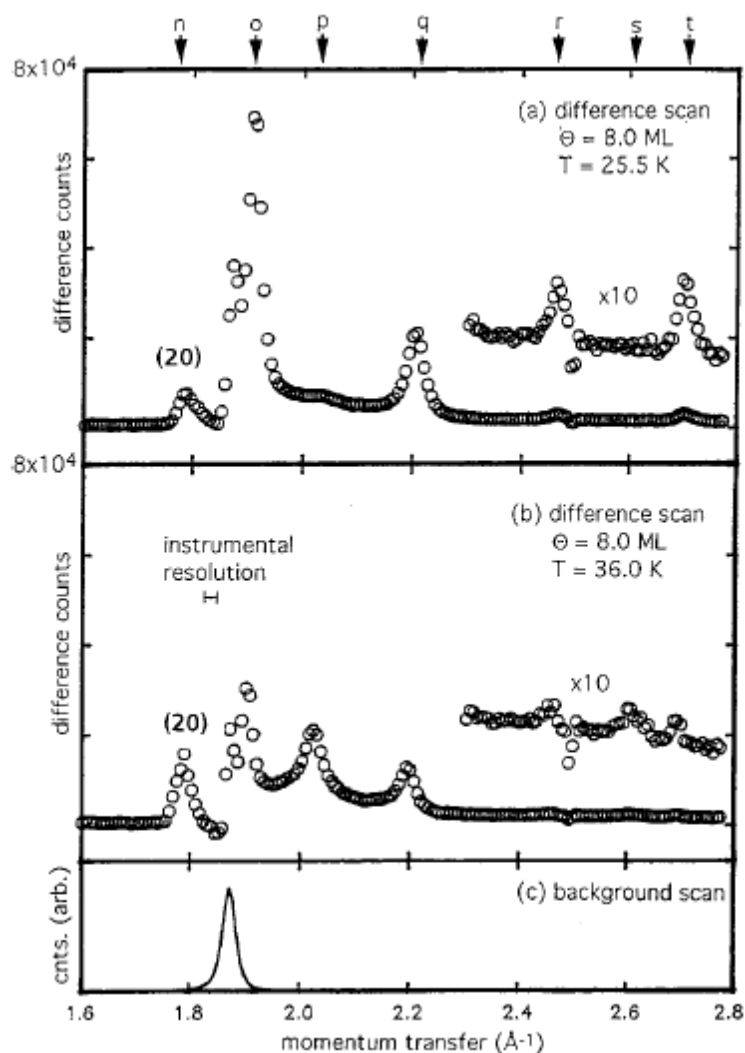 n o p q r s t
8x10⁴
(a) difference scan
Θ = 8.0 ML
T = 25.5 K
difference counts
x10
(20)
8x10⁴
(b) difference scan
Θ = 8.0 ML
T = 36.0 K
instrumental
resolution
difference counts
x10
(20)
cnts. (arb.)
(c) background scan
1.6 1.8 2.0 2.2 2.4 2.6 2.8
momentum transfer (Å⁻¹)